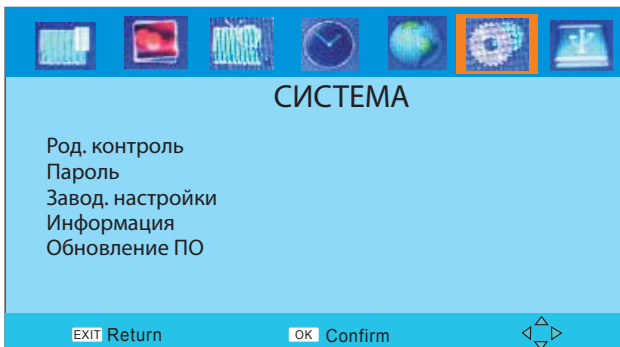 СИСТЕМА
Род. контроль
Пароль
Завод. настройки
Информация
Обновление ПО
EXIT Return OK Confirm